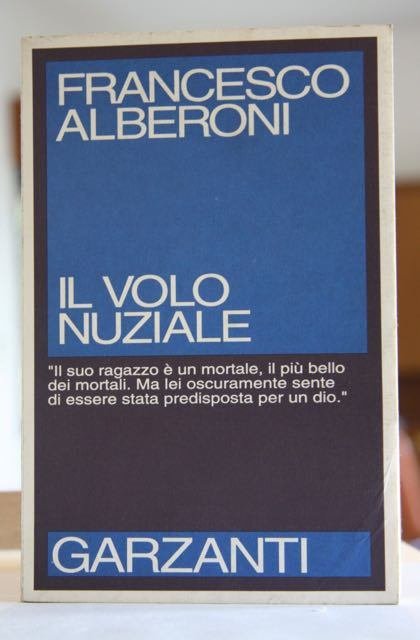 FRANCESCO
ALBERONI
IL VOLO
NUZIALE
"Il suo ragazzo è un mortale, il più bello
dei mortali. Ma lei oscuramente sente
di essere stata predisposta per un dio."
GARZANTI